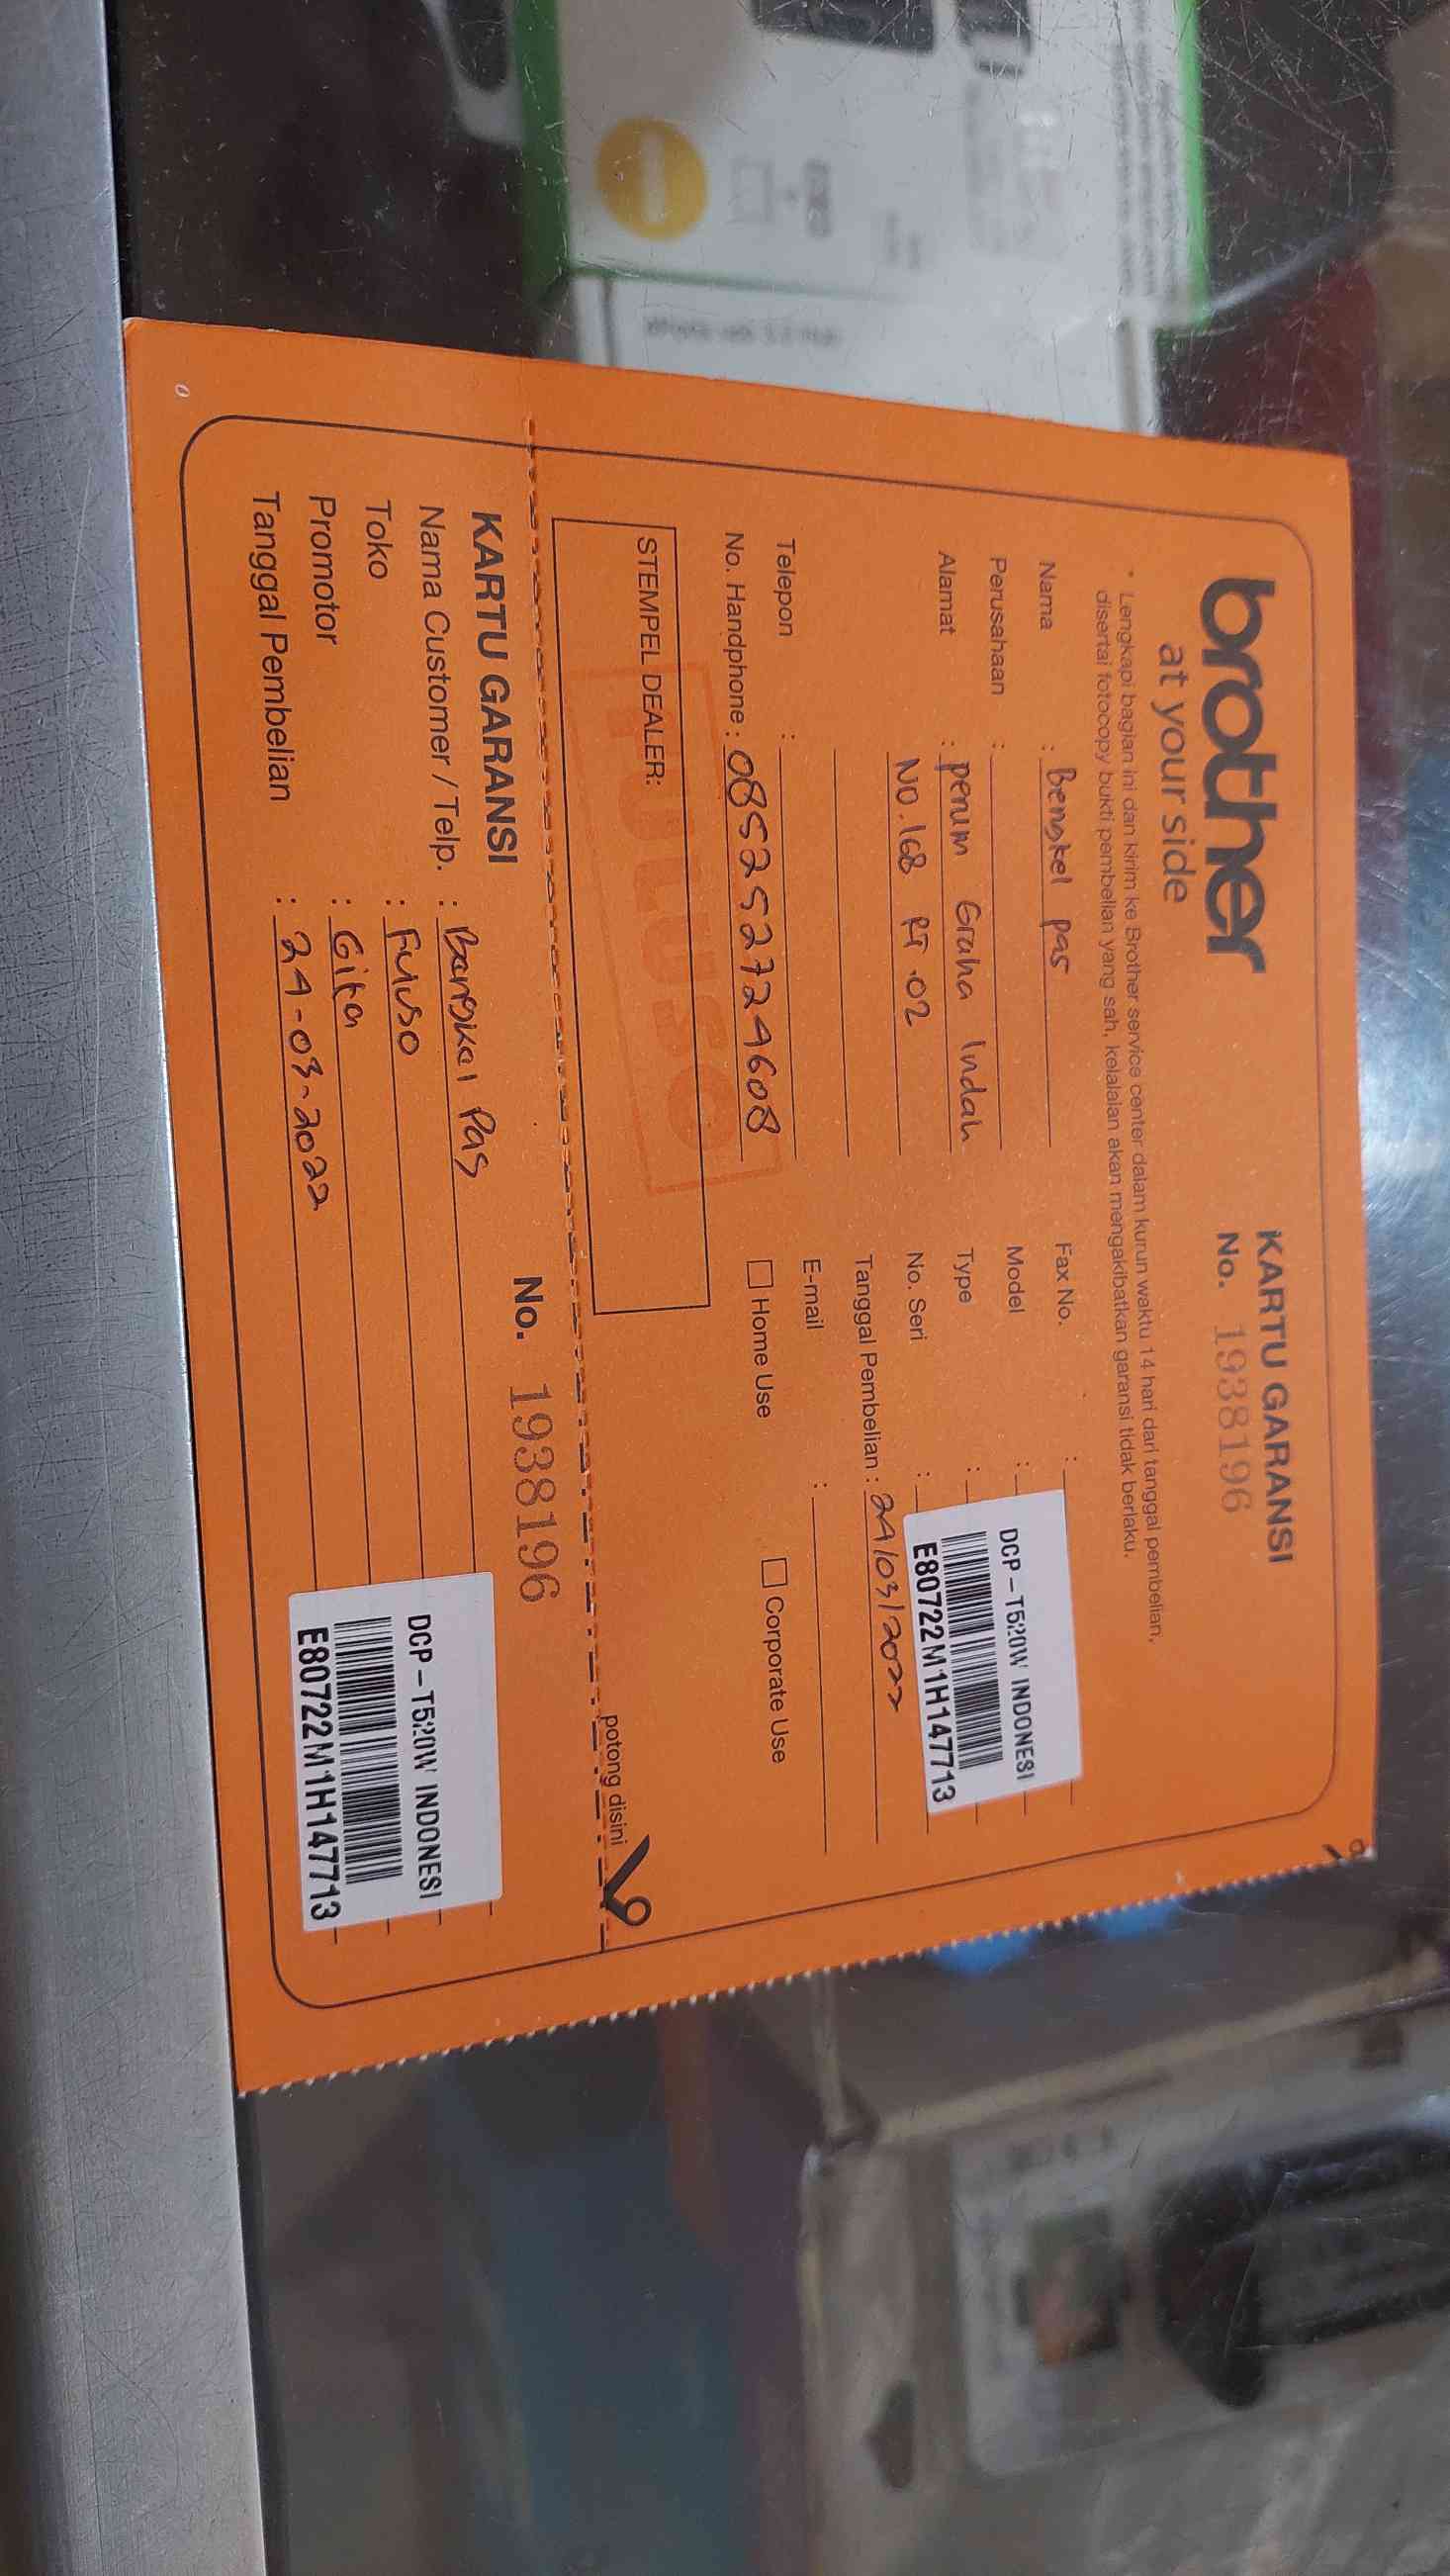 brother
at your side
KARTU GARANSI
No. 1938196
* Lengkapi bagian ini dan kirim ke Brother service center dalam kurun waktu 14 hari dari tanggal pembelian,
disertai fotocopy bukti pembelian yang sah, kelalaian akan mengakibatkan garansi tidak berlaku.
Nama : Bengkel pas
Perusahaan :
Alamat : perum Graha Indah
NO.168 RT.02
Telepon :
No. Handphone : 085252724608
Fax No. :
Model :
Type :
No. Seri :
DCP-T520W INDONESI
E80722M1H147713
Tanggal Pembelian : 24/03/2022
E-mail :
Home Use
Corporate Use
STEMPEL DEALER:
FULUSO
potong disini
KARTU GARANSI
No. 1938196
Nama Customer / Telp. : Bengkel Pas
Toko : Fuluso
Promotor : Gita
Tanggal Pembelian : 24-03-2022
DCP-T520W INDONESI
E80722M1H147713